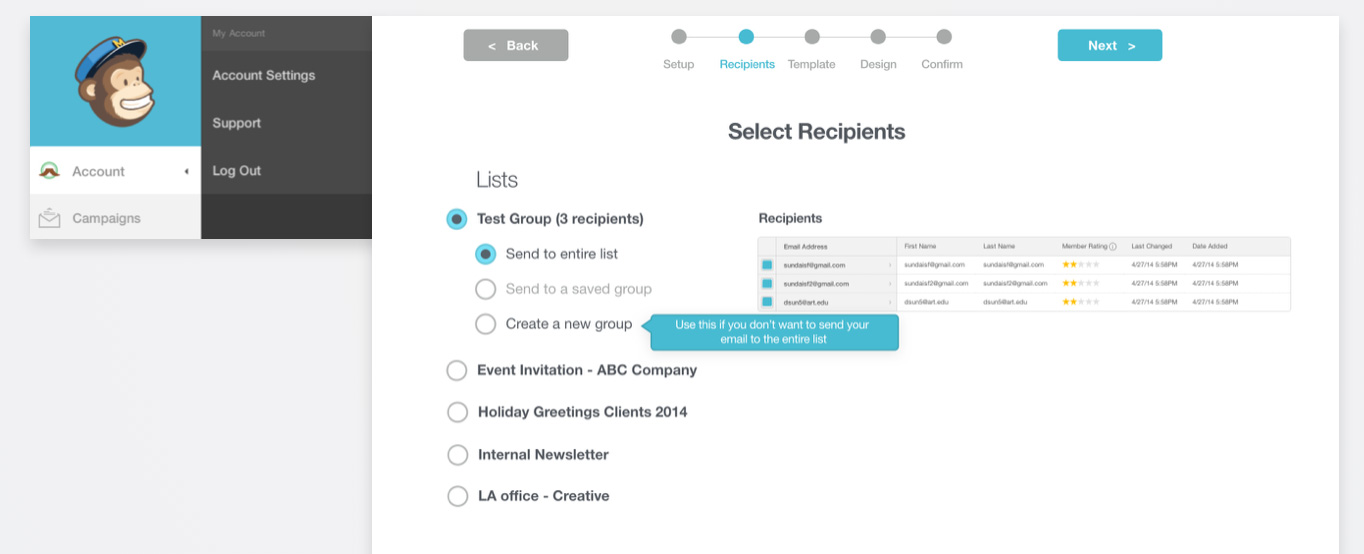 My Account
Account Settings
Support
Log Out
Account
Campaigns
< Back
Next >
Setup Recipients Template Design Confirm
Select Recipients
Lists
Test Group (3 recipients)
Send to entire list
Send to a saved group
Create a new group
Use this if you don't want to send your
email to the entire list
Event Invitation - ABC Company
Holiday Greetings Clients 2014
Internal Newsletter
LA office - Creative
Recipients
Email Address First Name Last Name Member Rating Last Changed Date Added
sundaisf@gmail.com sundaisf@gmail.com sundaisf@gmail.com 4/27/14 5:58PM 4/27/14 5:58PM
sundaisf2@gmail.com sundaisf2@gmail.com sundaisf2@gmail.com 4/27/14 5:58PM 4/27/14 5:58PM
dsun5@art.edu dsun5@art.edu dsun5@art.edu 4/27/14 5:58PM 4/27/14 5:58PM